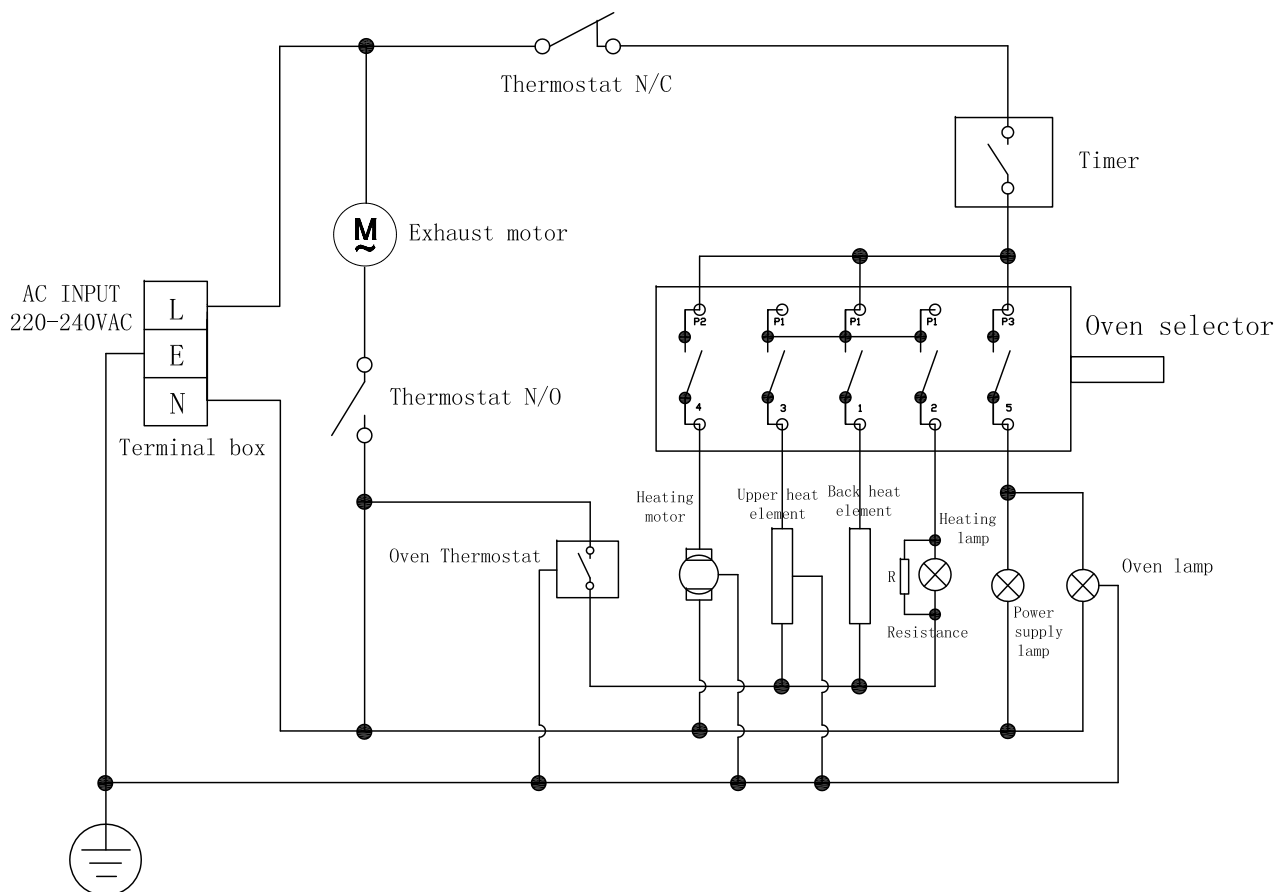 Thermostat N/C
Timer
M
~
Exhaust motor
AC INPUT
220-240VAC
L
E
N
Terminal box
Thermostat N/O
P2
P1
P1
P1
P3
Oven selector
4
3
1
2
5
Heating
motor
Upper heat
element
Back heat
element
Heating
lamp
Oven Thermostat
R
Resistance
Power
supply
lamp
Oven lamp